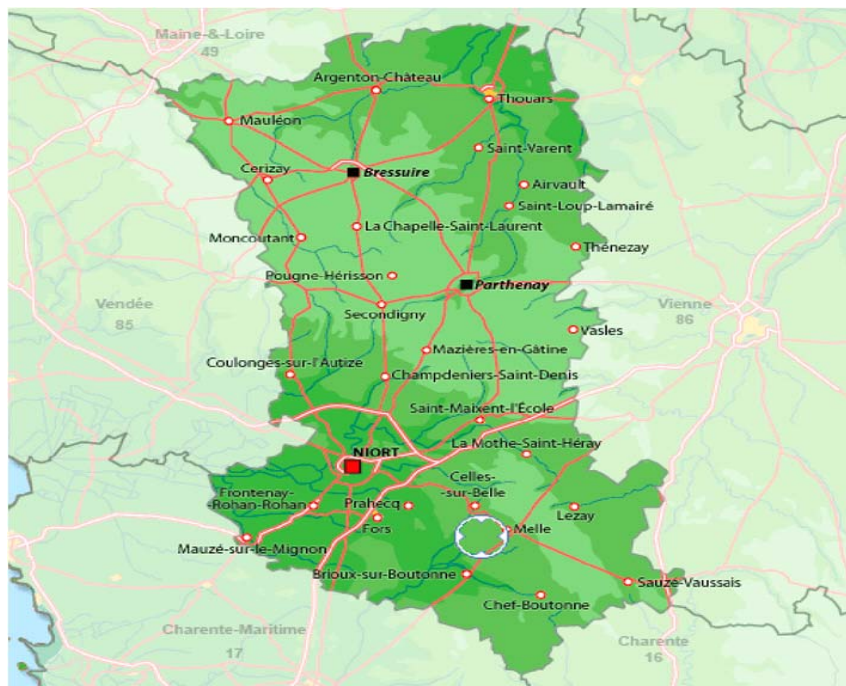 Maine-&-Loire
49
Argenton-Château
Thouars
Mauléon
Saint-Varent
Cerizay
Bressuire
Airvault
Saint-Loup-Lamairé
La Chapelle-Saint-Laurent
Moncoutant
Thénezay
Pougne-Hérisson
Parthenay
Vendée
85
Vienne
86
Secondigny
Vasles
Mazières-en-Gâtine
Coulonges-sur-l'Autize
Champdeniers-Saint-Denis
Saint-Maixent-l'École
La Mothe-Saint-Héray
NIORT
Celles-
-sur-Belle
Frontenay-
-Rohan-Rohan
Prahecq
Lezay
Fors
Melle
Mauzé-sur-le-Mignon
Brioux-sur-Boutonne
Sauzé-Vaussais
Chef-Boutonne
Charente-Maritime
17
Charente
16